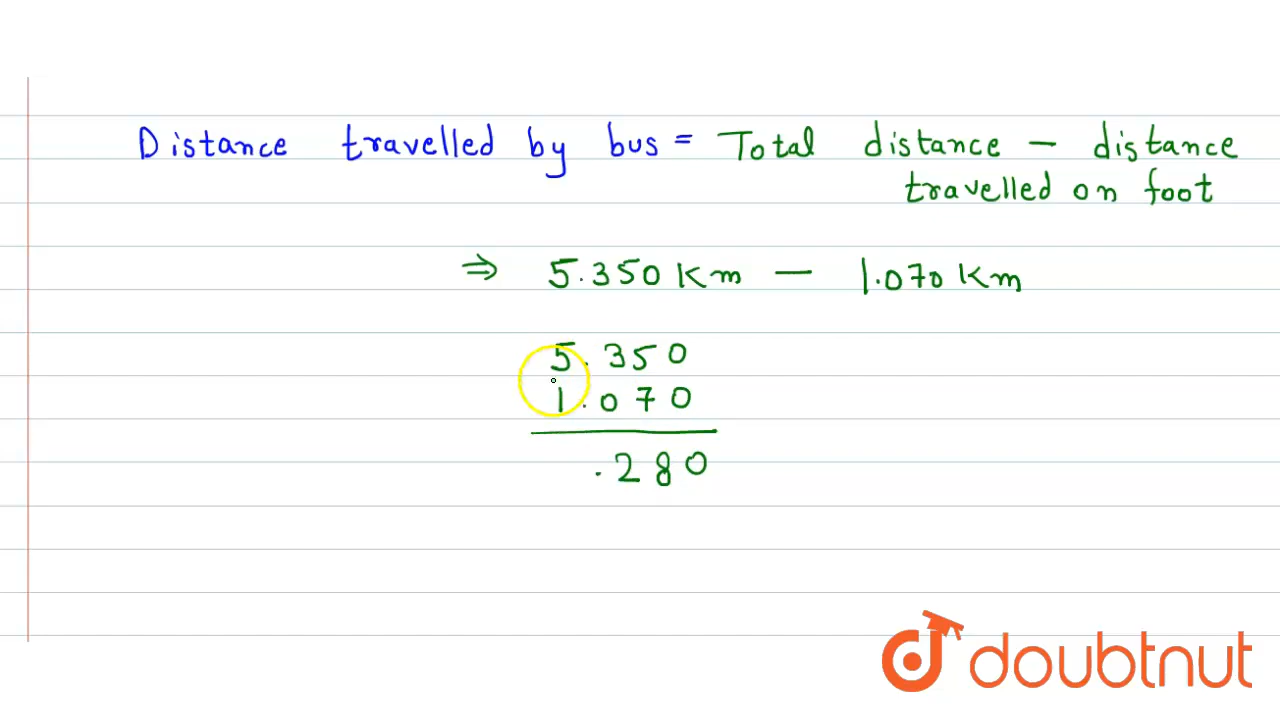 Distance travelled by bus = Total distance - distance
travelled on foot
⇒ 5.350 Km - 1.070 Km
5.350
1.070
.280
doubtnut